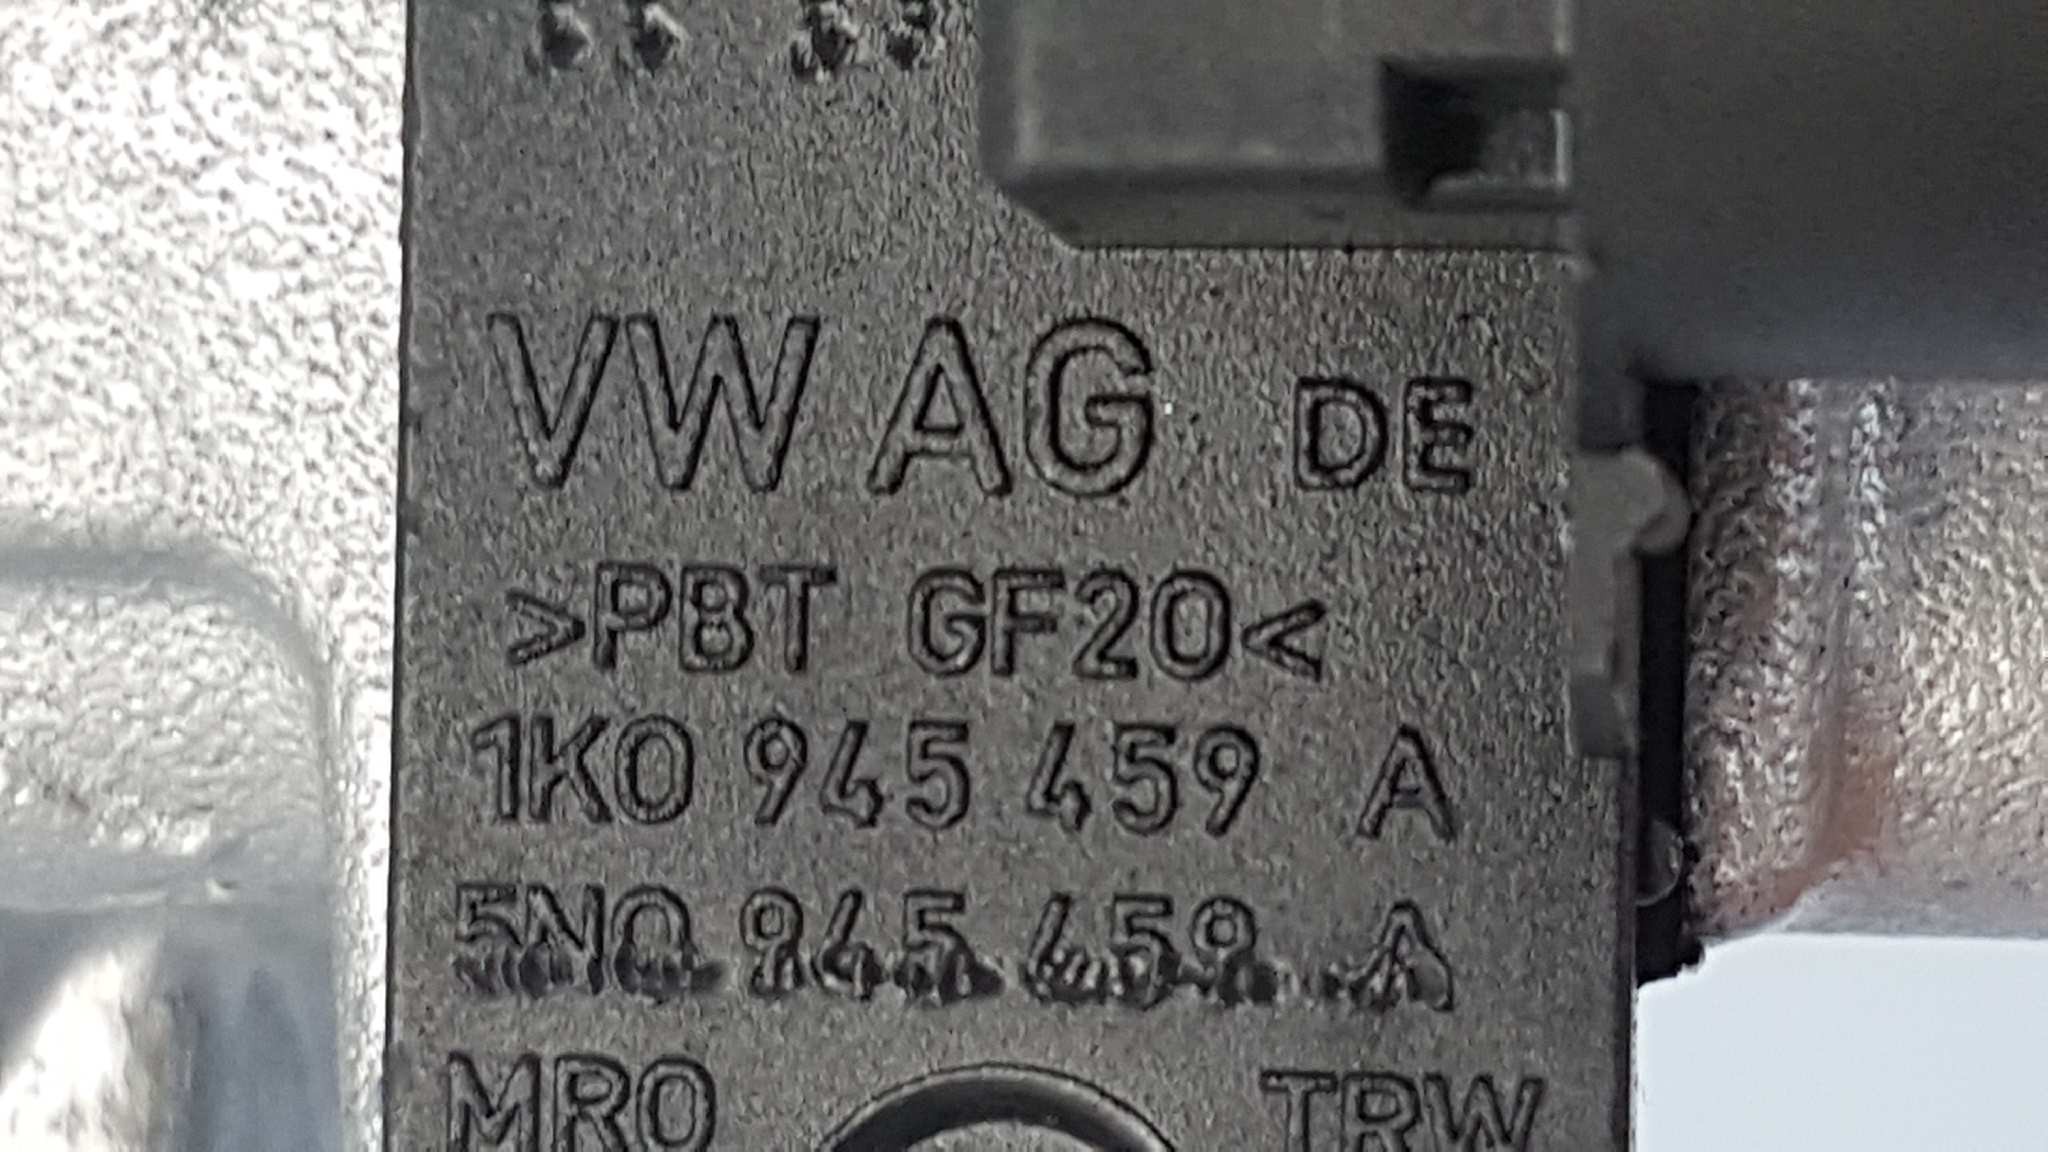 VW AG DE
>PBT GF20<
1K0 945 459 A
5N0 945 459 A
MRO TRW